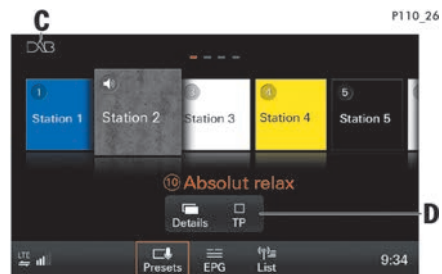 P110_26
C
DAB
1 2 3 4 5
Station 1 Station 2 Station 3 Station 4 Station 5
10 Absolut relax
Details TP
D
LTE Presets EPG List 9:34